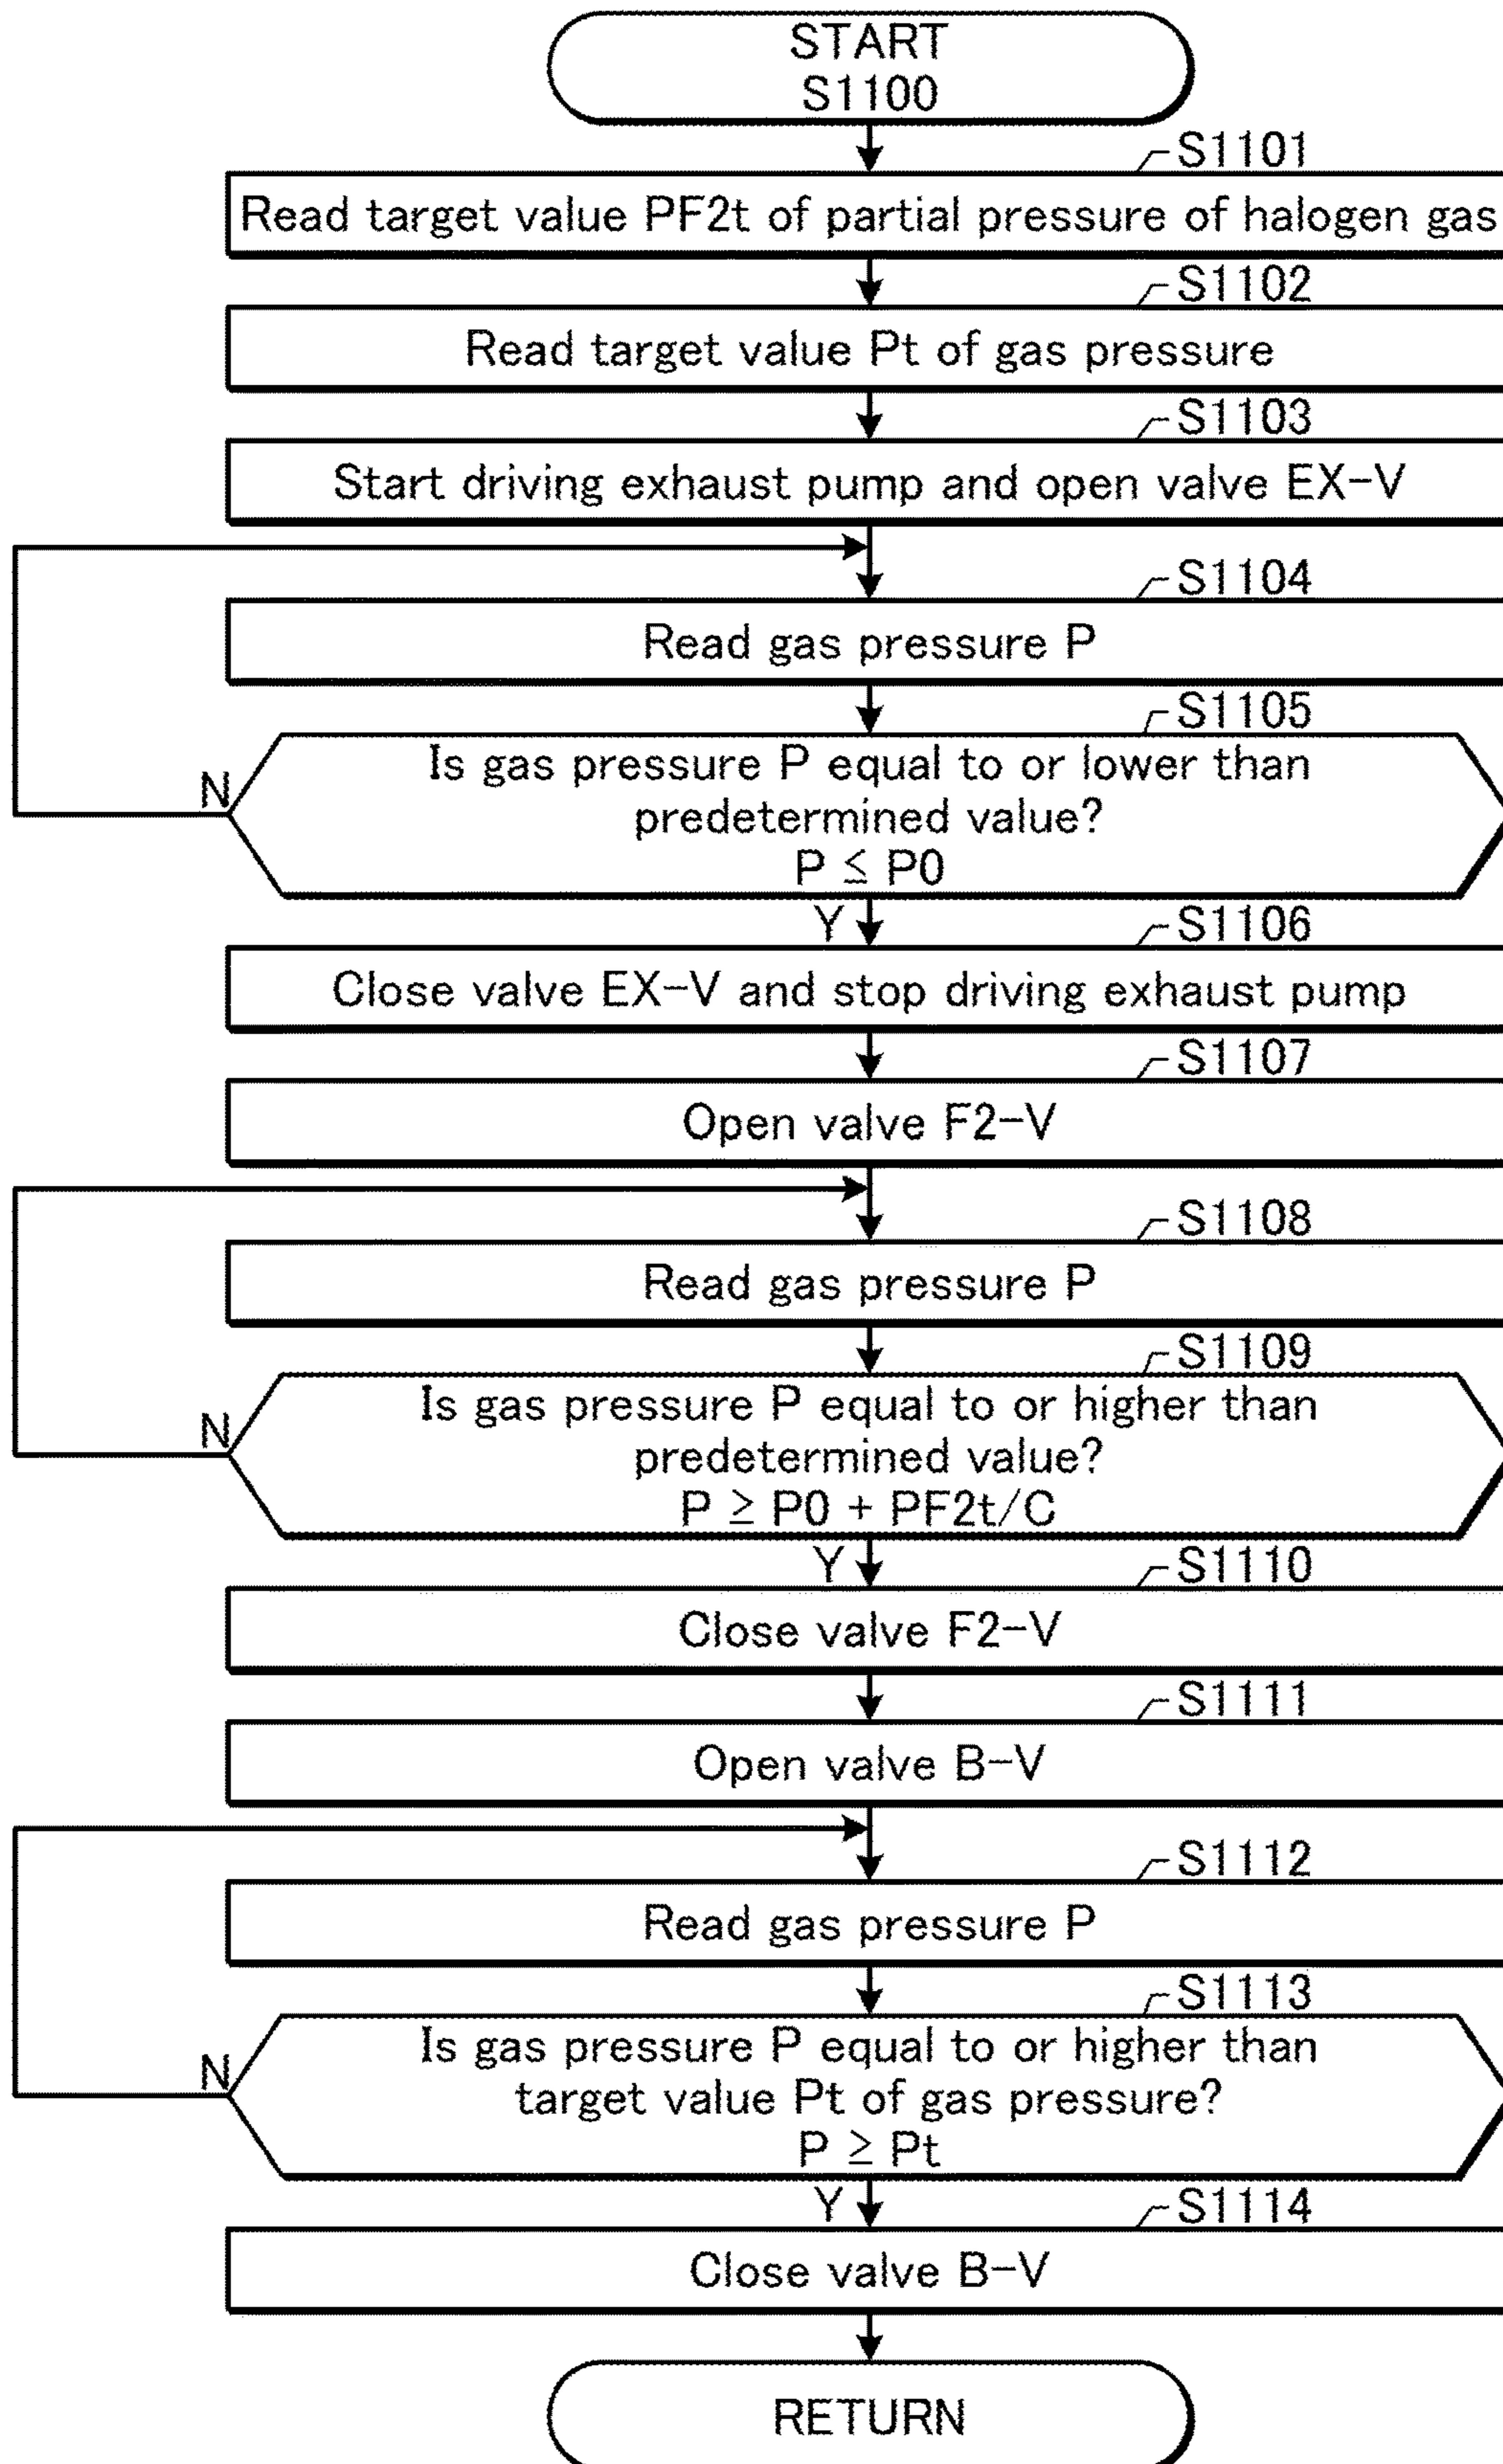 START
S1100
S1101
Read target value PF2t of partial pressure of halogen gas
S1102
Read target value Pt of gas pressure
S1103
Start driving exhaust pump and open valve EX-V
S1104
Read gas pressure P
S1105
Is gas pressure P equal to or lower than
predetermined value?
P ≦ P0
N
Y
S1106
Close valve EX-V and stop driving exhaust pump
S1107
Open valve F2-V
S1108
Read gas pressure P
S1109
Is gas pressure P equal to or higher than
predetermined value?
P ≧ P0 + PF2t/C
N
Y
S1110
Close valve F2-V
S1111
Open valve B-V
S1112
Read gas pressure P
S1113
Is gas pressure P equal to or higher than
target value Pt of gas pressure?
P ≧ Pt
N
Y
S1114
Close valve B-V
RETURN